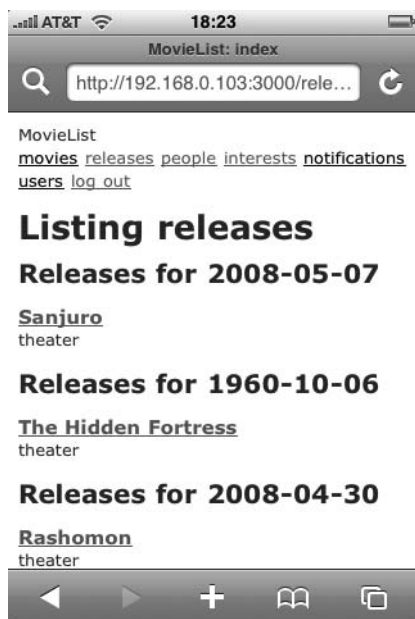 AT&T 18:23
MovieList: index
http://192.168.0.103:3000/rele...
MovieList
movies releases people interests notifications
users log out
Listing releases
Releases for 2008-05-07
Sanjuro
theater
Releases for 1960-10-06
The Hidden Fortress
theater
Releases for 2008-04-30
Rashomon
theater